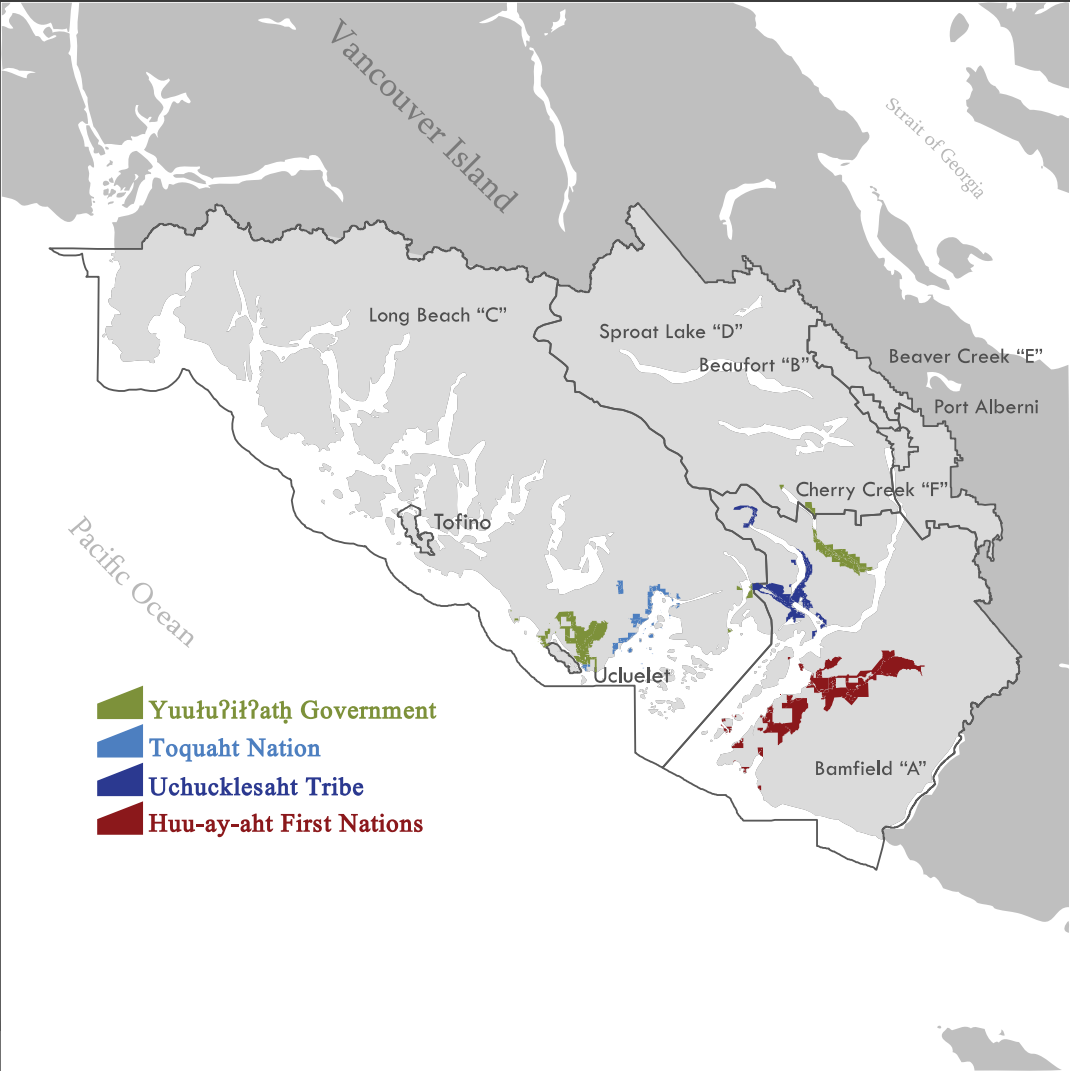 Vancouver Island
Strait of Georgia
Long Beach “C”
Sproat Lake “D”
Beaufort “B”
Beaver Creek “E”
Port Alberni
Cherry Creek “F”
Tofino
Pacific Ocean
Ucluelet
Bamfield “A”
Yuułuʔiłʔatḥ Government
Toquaht Nation
Uchucklesaht Tribe
Huu-ay-aht First Nations